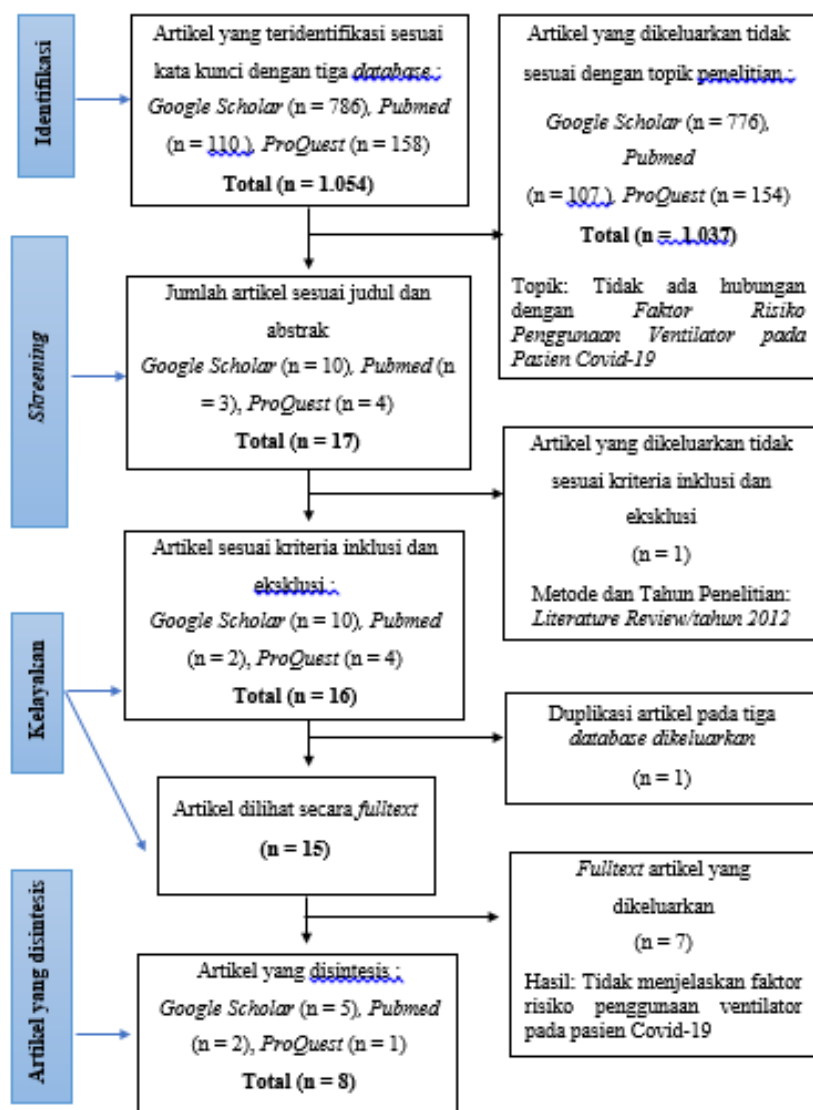 Identifikasi
Artikel yang teridentifikasi sesuai
kata kunci dengan tiga database :
Google Scholar (n = 786), Pubmed
(n = 110 ), ProQuest (n = 158)
Total (n = 1.054)
Artikel yang dikeluarkan tidak
sesuai dengan topik penelitian :
Google Scholar (n = 776),
Pubmed
(n = 107 ), ProQuest (n = 154)
Total (n = 1.037)
Topik: Tidak ada hubungan
dengan Faktor Risiko
Penggunaan Ventilator pada
Pasien Covid-19
Skreening
Jumlah artikel sesuai judul dan
abstrak
Google Scholar (n = 10), Pubmed (n
= 3), ProQuest (n = 4)
Total (n = 17)
Artikel yang dikeluarkan tidak
sesuai kriteria inklusi dan
eksklusi
(n = 1)
Metode dan Tahun Penelitian:
Literature Review/tahun 2012
Kelayakan
Artikel sesuai kriteria inklusi dan
eksklusi :
Google Scholar (n = 10), Pubmed
(n = 2), ProQuest (n = 4)
Total (n = 16)
Duplikasi artikel pada tiga
database dikeluarkan
(n = 1)
Artikel dilihat secara fulltext
(n = 15)
Fulltext artikel yang
dikeluarkan
(n = 7)
Hasil: Tidak menjelaskan faktor
risiko penggunaan ventilator
pada pasien Covid-19
Artikel yang disintesis
Artikel yang disintesis :
Google Scholar (n = 5), Pubmed
(n = 2), ProQuest (n = 1)
Total (n = 8)